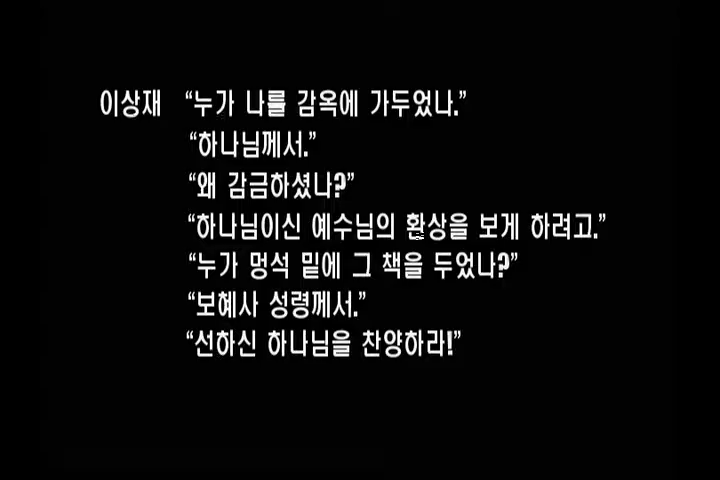 이상재 “누가 나를 감옥에 가두었나.”
“하나님께서.”
“왜 감금하셨나?”
“하나님이신 예수님의 환상을 보게 하려고.”
“누가 멍석 밑에 그 책을 두었나?”
“보혜사 성령께서.”
“선하신 하나님을 찬양하라!”